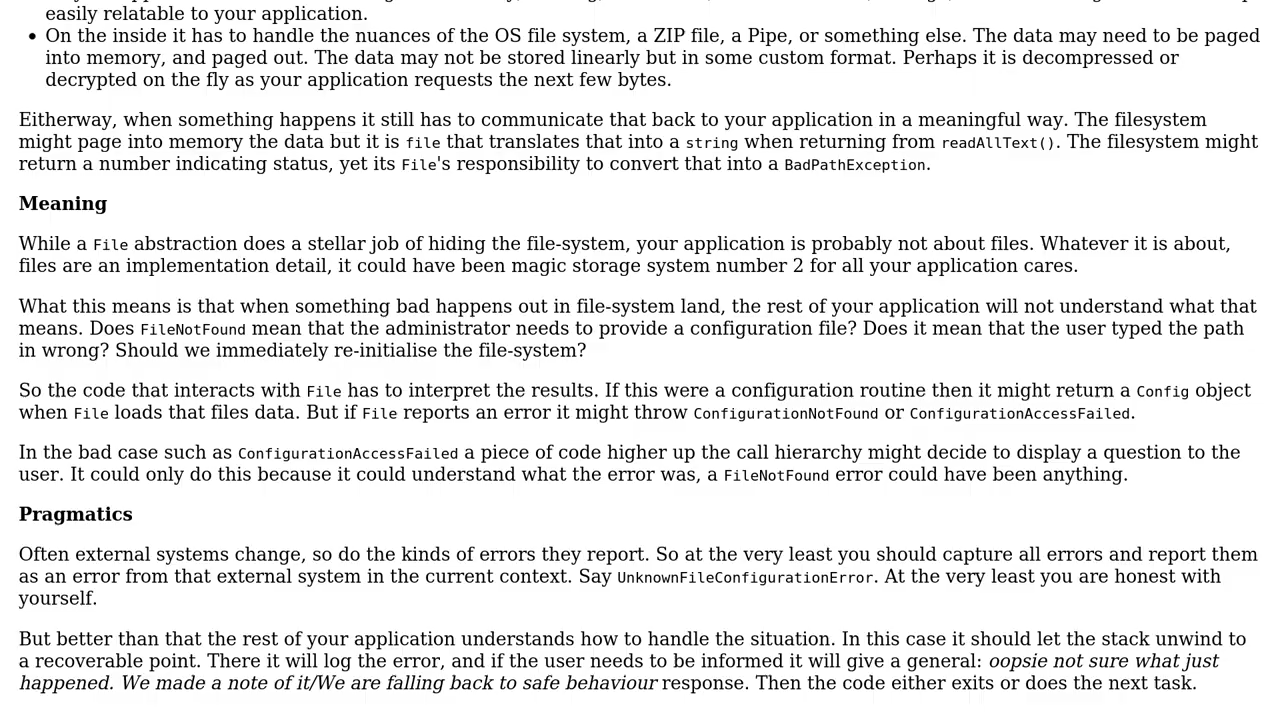 easily relatable to your application.
• On the inside it has to handle the nuances of the OS file system, a ZIP file, a Pipe, or something else. The data may need to be paged
into memory, and paged out. The data may not be stored linearly but in some custom format. Perhaps it is decompressed or
decrypted on the fly as your application requests the next few bytes.
Eitherway, when something happens it still has to communicate that back to your application in a meaningful way. The filesystem
might page into memory the data but it is file that translates that into a string when returning from readAllText(). The filesystem might
return a number indicating status, yet its File's responsibility to convert that into a BadPathException.
Meaning
While a File abstraction does a stellar job of hiding the file-system, your application is probably not about files. Whatever it is about,
files are an implementation detail, it could have been magic storage system number 2 for all your application cares.
What this means is that when something bad happens out in file-system land, the rest of your application will not understand what that
means. Does FileNotFound mean that the administrator needs to provide a configuration file? Does it mean that the user typed the path
in wrong? Should we immediately re-initialise the file-system?
So the code that interacts with File has to interpret the results. If this were a configuration routine then it might return a Config object
when File loads that files data. But if File reports an error it might throw ConfigurationNotFound or ConfigurationAccessFailed.
In the bad case such as ConfigurationAccessFailed a piece of code higher up the call hierarchy might decide to display a question to the
user. It could only do this because it could understand what the error was, a FileNotFound error could have been anything.
Pragmatics
Often external systems change, so do the kinds of errors they report. So at the very least you should capture all errors and report them
as an error from that external system in the current context. Say UnknownFileConfigurationError. At the very least you are honest with
yourself.
But better than that the rest of your application understands how to handle the situation. In this case it should let the stack unwind to
a recoverable point. There it will log the error, and if the user needs to be informed it will give a general: oopsie not sure what just
happened. We made a note of it/We are falling back to safe behaviour response. Then the code either exits or does the next task.